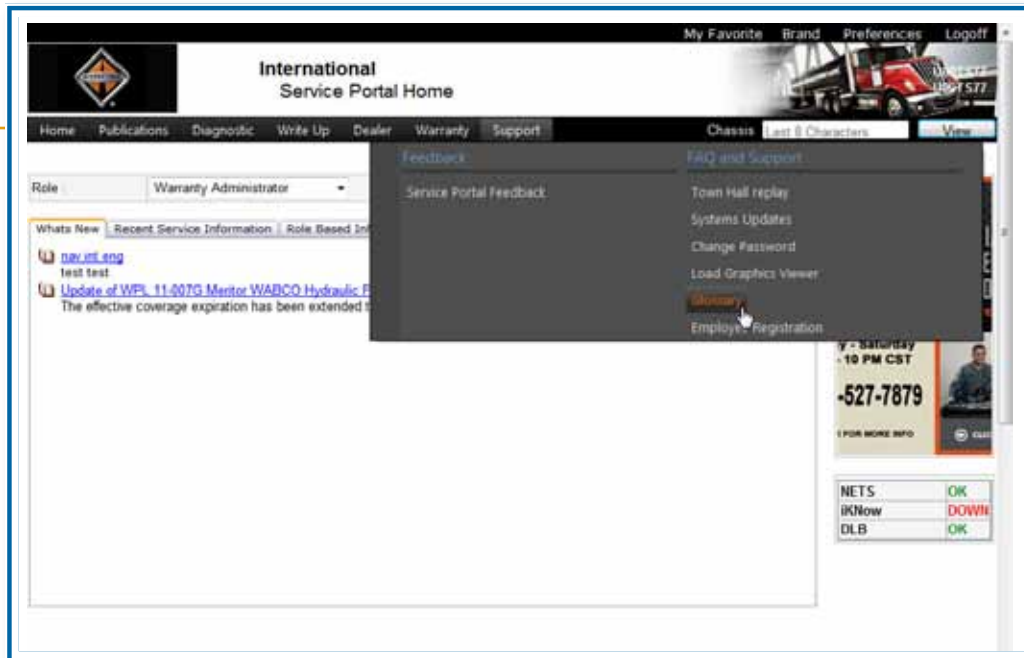 My Favorite Brand Preferences Logoff
International
Service Portal Home
Home Publications Diagnostic Write Up Dealer Warranty Support Chassis Last 8 Characters View
Feedback FAQ and Support
Service Portal Feedback Town Hall replay
Systems Updates
Change Password
Load Graphics Viewer
Glossary
Employee Registration
Role Warranty Administrator
Whats New Recent Service Information Role Based
nav.intl.eng
test test
Update of WPL 11-007G Meritor WABCO Hydraulic
The effective coverage expiration has been extended
y - Saturday
- 10 PM CST
-527-7879
FOR MORE INFO
NETS OK
iKNow DOWN
DLB OK